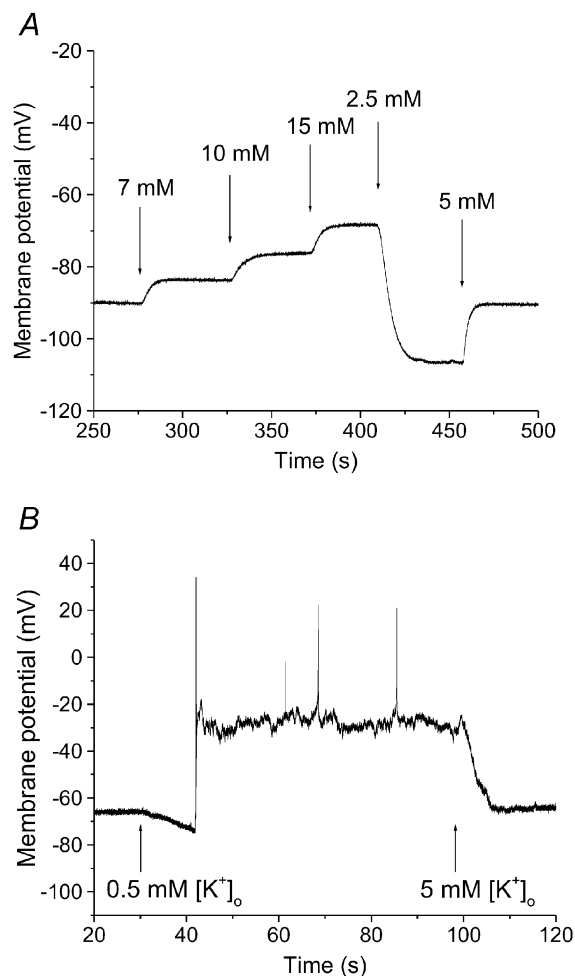 A
-20
-40
-60
-80
-100
-120
Membrane potential (mV)
7 mM
10 mM
15 mM
2.5 mM
5 mM
250 300 350 400 450 500
Time (s)
B
40
20
0
-20
-40
-60
-80
-100
Membrane potential (mV)
0.5 mM [K⁺]ₒ
5 mM [K⁺]ₒ
20 40 60 80 100 120
Time (s)